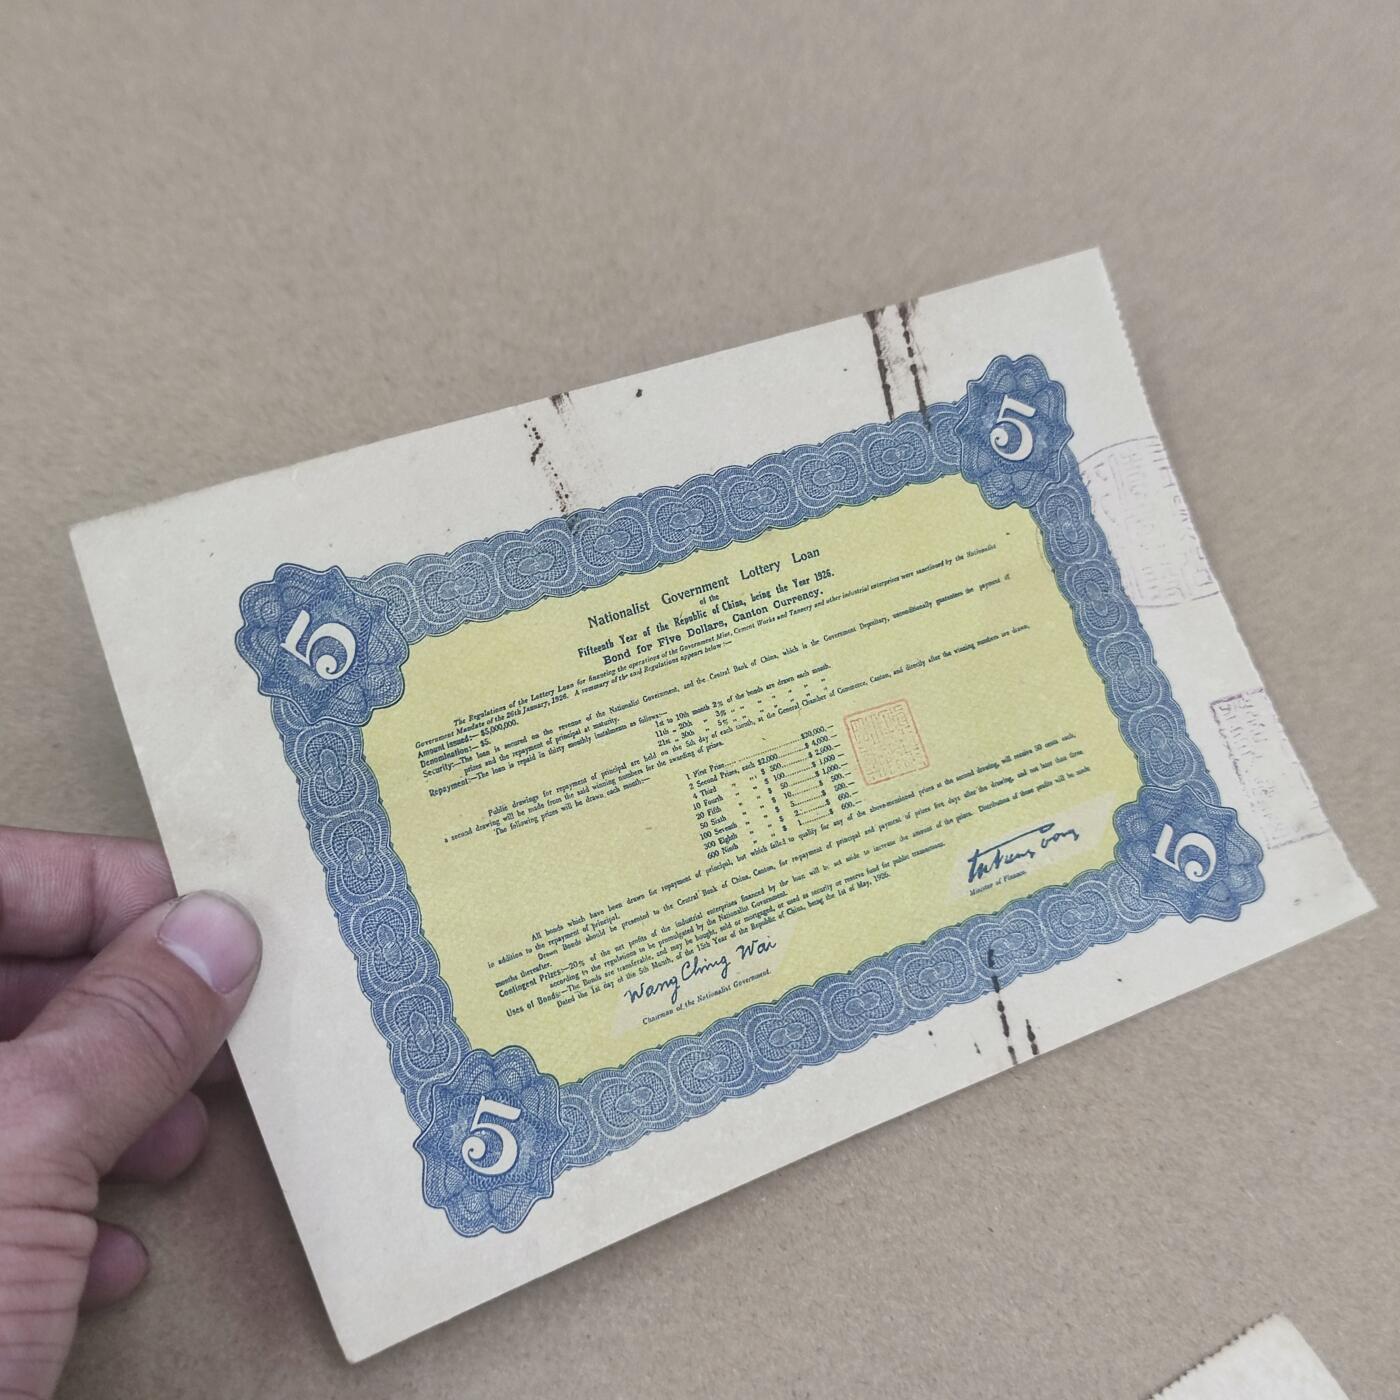 5
5
Nationalist Government Lottery Loan
of the
Fifteenth Year of the Republic of China, being the Year 1926.
Bond for Five Dollars, Canton Currency.
The Regulations of the Lottery Loan for financing the operations of the Government Mint, Cement Works and Tannery and other industrial enterprises were sanctioned by the Nationalist
Government Mandate of the 26th January, 1926. A summary of the said Regulations appears below:—
Amount issued:— $5,000,000.
Denomination:— $5.
Security:—The loan is secured on the revenue of the Nationalist Government, and the Central Bank of China, which is the Government Depositary, unconditionally guarantees the payment of
prizes and the repayment of principal at maturity.
Repayment:—The loan is repaid in thirty monthly instalments as follows:—
1st to 10th month 2% of the bonds are drawn each month.
11th „ 20th „ 3% „ „ „ „ „ „
21st „ 30th „ 5% „ „ „ „ „ „
Public drawings for repayment of principal are held on the 5th day of each month, at the General Chamber of Commerce, Canton, and directly after the winning numbers are drawn,
a second drawing will be made from the said winning numbers for the awarding of prizes.
The following prizes will be drawn each month:—
1 First Prize $20,000.—
2 Second Prizes, each $2,000 $ 4,000.—
4 Third „ „ $ 500 $ 2,000.—
10 Fourth „ „ $ 100 $ 1,000.—
20 Fifth „ „ $ 50 $ 1,000.—
50 Sixth „ „ $ 10 $ 500.—
100 Seventh „ „ $ 5 $ 500.—
300 Eighth „ „ $ 2 $ 600.—
600 Ninth „ „ $ 1 $ 600.—
All bonds which have been drawn for repayment of principal, but which failed to qualify for any of the above-mentioned prizes at the second drawing, will receive 50 cents each,
in addition to the repayment of principal.
Drawn Bonds should be presented to the Central Bank of China, Canton, for repayment of principal and payment of prizes five days after the drawing, and not later than three
months thereafter.
Contingent Prizes:—20% of the net profits of the industrial enterprises financed by the loan will be set aside to increase the amount of the prizes. Distribution of these profits will be made
according to the regulations to be promulgated by the Nationalist Government.
Uses of Bonds:—The Bonds are transferable, and may be bought, sold or mortgaged, or used as security or reserve fund for public transactions.
Dated the 1st day of the 5th Month, of the 15th Year of the Republic of China, being the 1st of May, 1926.
Wang Ching Wai
Chairman of the Nationalist Government.
Minister of Finance.
5
5